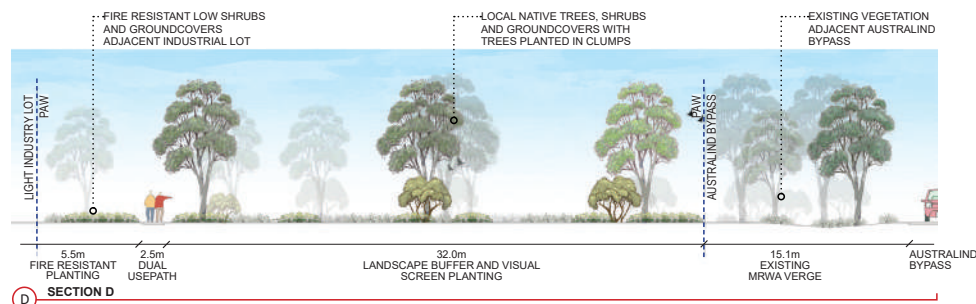 FIRE RESISTANT LOW SHRUBS
AND GROUNDCOVERS
ADJACENT INDUSTRIAL LOT
LOCAL NATIVE TREES, SHRUBS
AND GROUNDCOVERS WITH
TREES PLANTED IN CLUMPS
EXISTING VEGETATION
ADJACENT AUSTRALIND
BYPASS
LIGHT INDUSTRY LOT
PAW
PAW
AUSTRALIND BYPASS
5.5m
FIRE RESISTANT
PLANTING
2.5m
DUAL
USEPATH
32.0m
LANDSCAPE BUFFER AND VISUAL
SCREEN PLANTING
15.1m
EXISTING
MRWA VERGE
AUSTRALIND
BYPASS
D
SECTION D